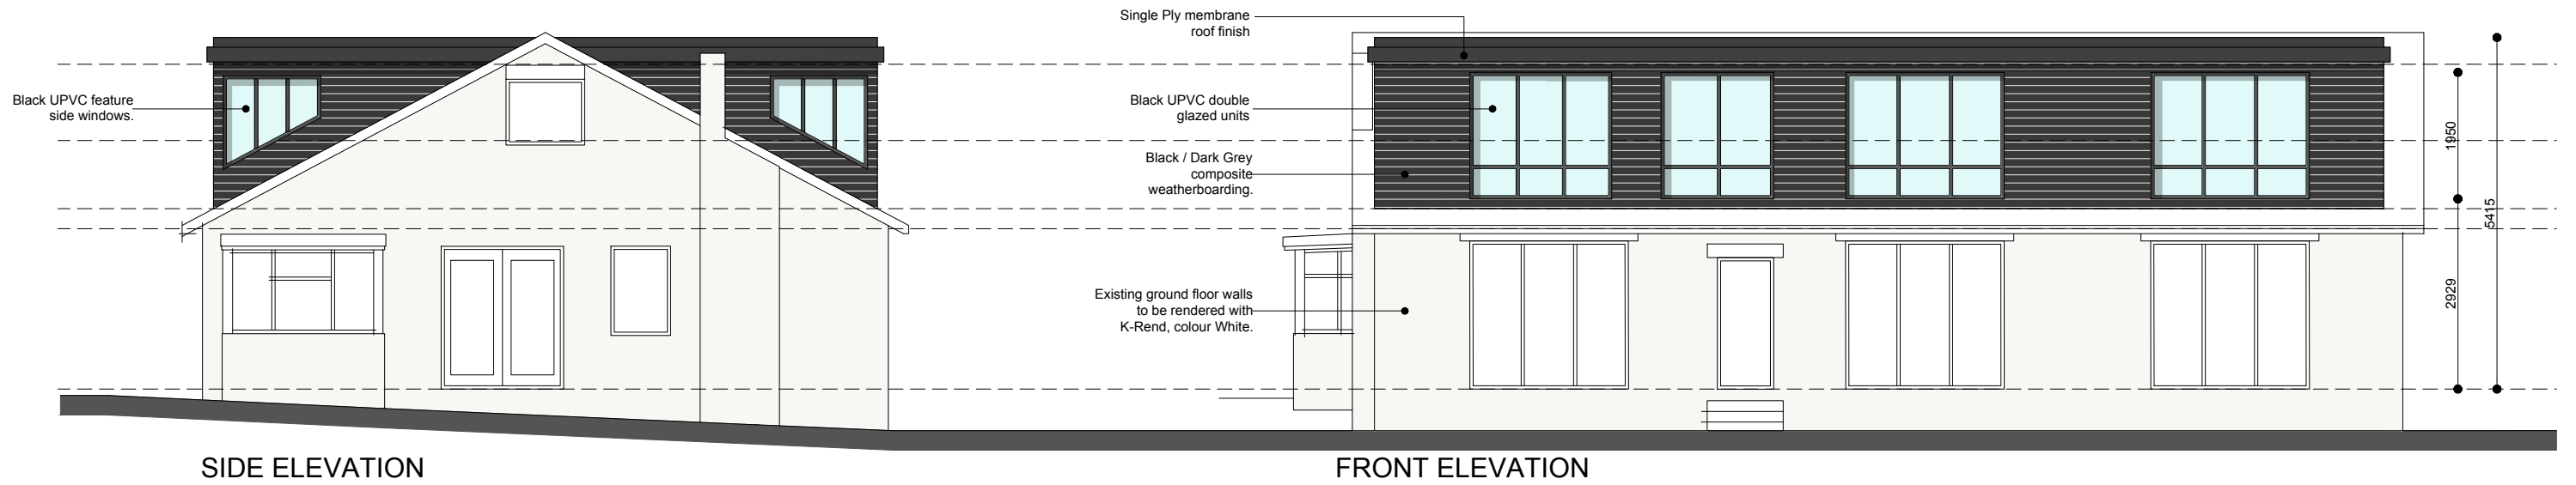 Black UPVC feature
side windows.
SIDE ELEVATION
Single Ply membrane
roof finish
Black UPVC double
glazed units
Black / Dark Grey
composite
weatherboarding.
Existing ground floor walls
to be rendered with
K-Rend, colour White.
1950
2929
5415
FRONT ELEVATION